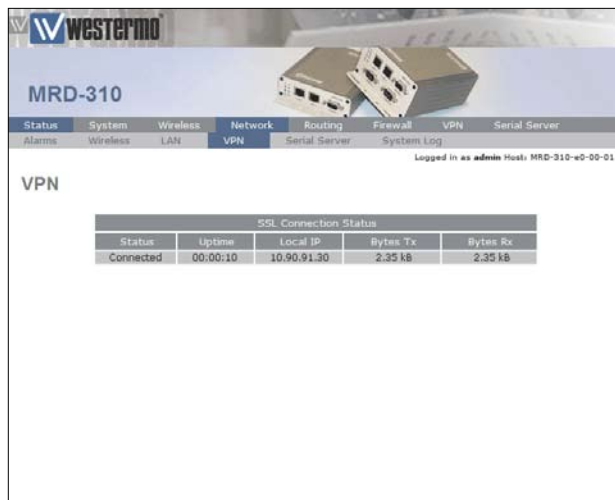 Westermo
MRD-310
Status System Wireless Network Routing Firewall VPN Serial Server
Alarms Wireless LAN VPN Serial Server System Log
Logged in as admin Host: MRD-310-e0-00-01
VPN
SSL Connection Status
Status Uptime Local IP Bytes Tx Bytes Rx
Connected 00:00:10 10.90.91.30 2.35 kB 2.35 kB